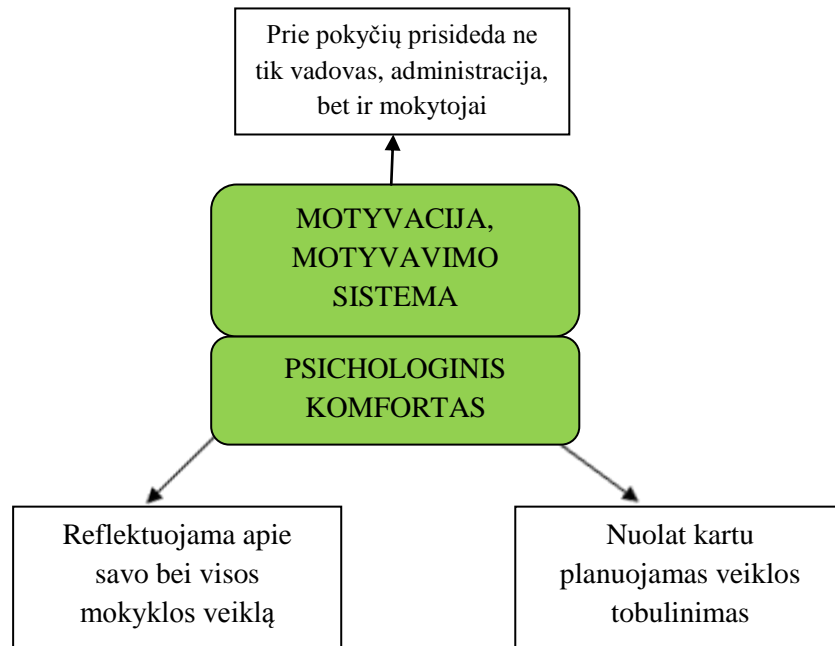 Prie pokyčių prisideda ne
tik vadovas, administracija,
bet ir mokytojai
MOTYVACIJA,
MOTYVAVIMO
SISTEMA
PSICHOLOGINIS
KOMFORTAS
Reflektuojama apie
savo bei visos
mokyklos veiklą
Nuolat kartu
planuojamas veiklos
tobulinimas